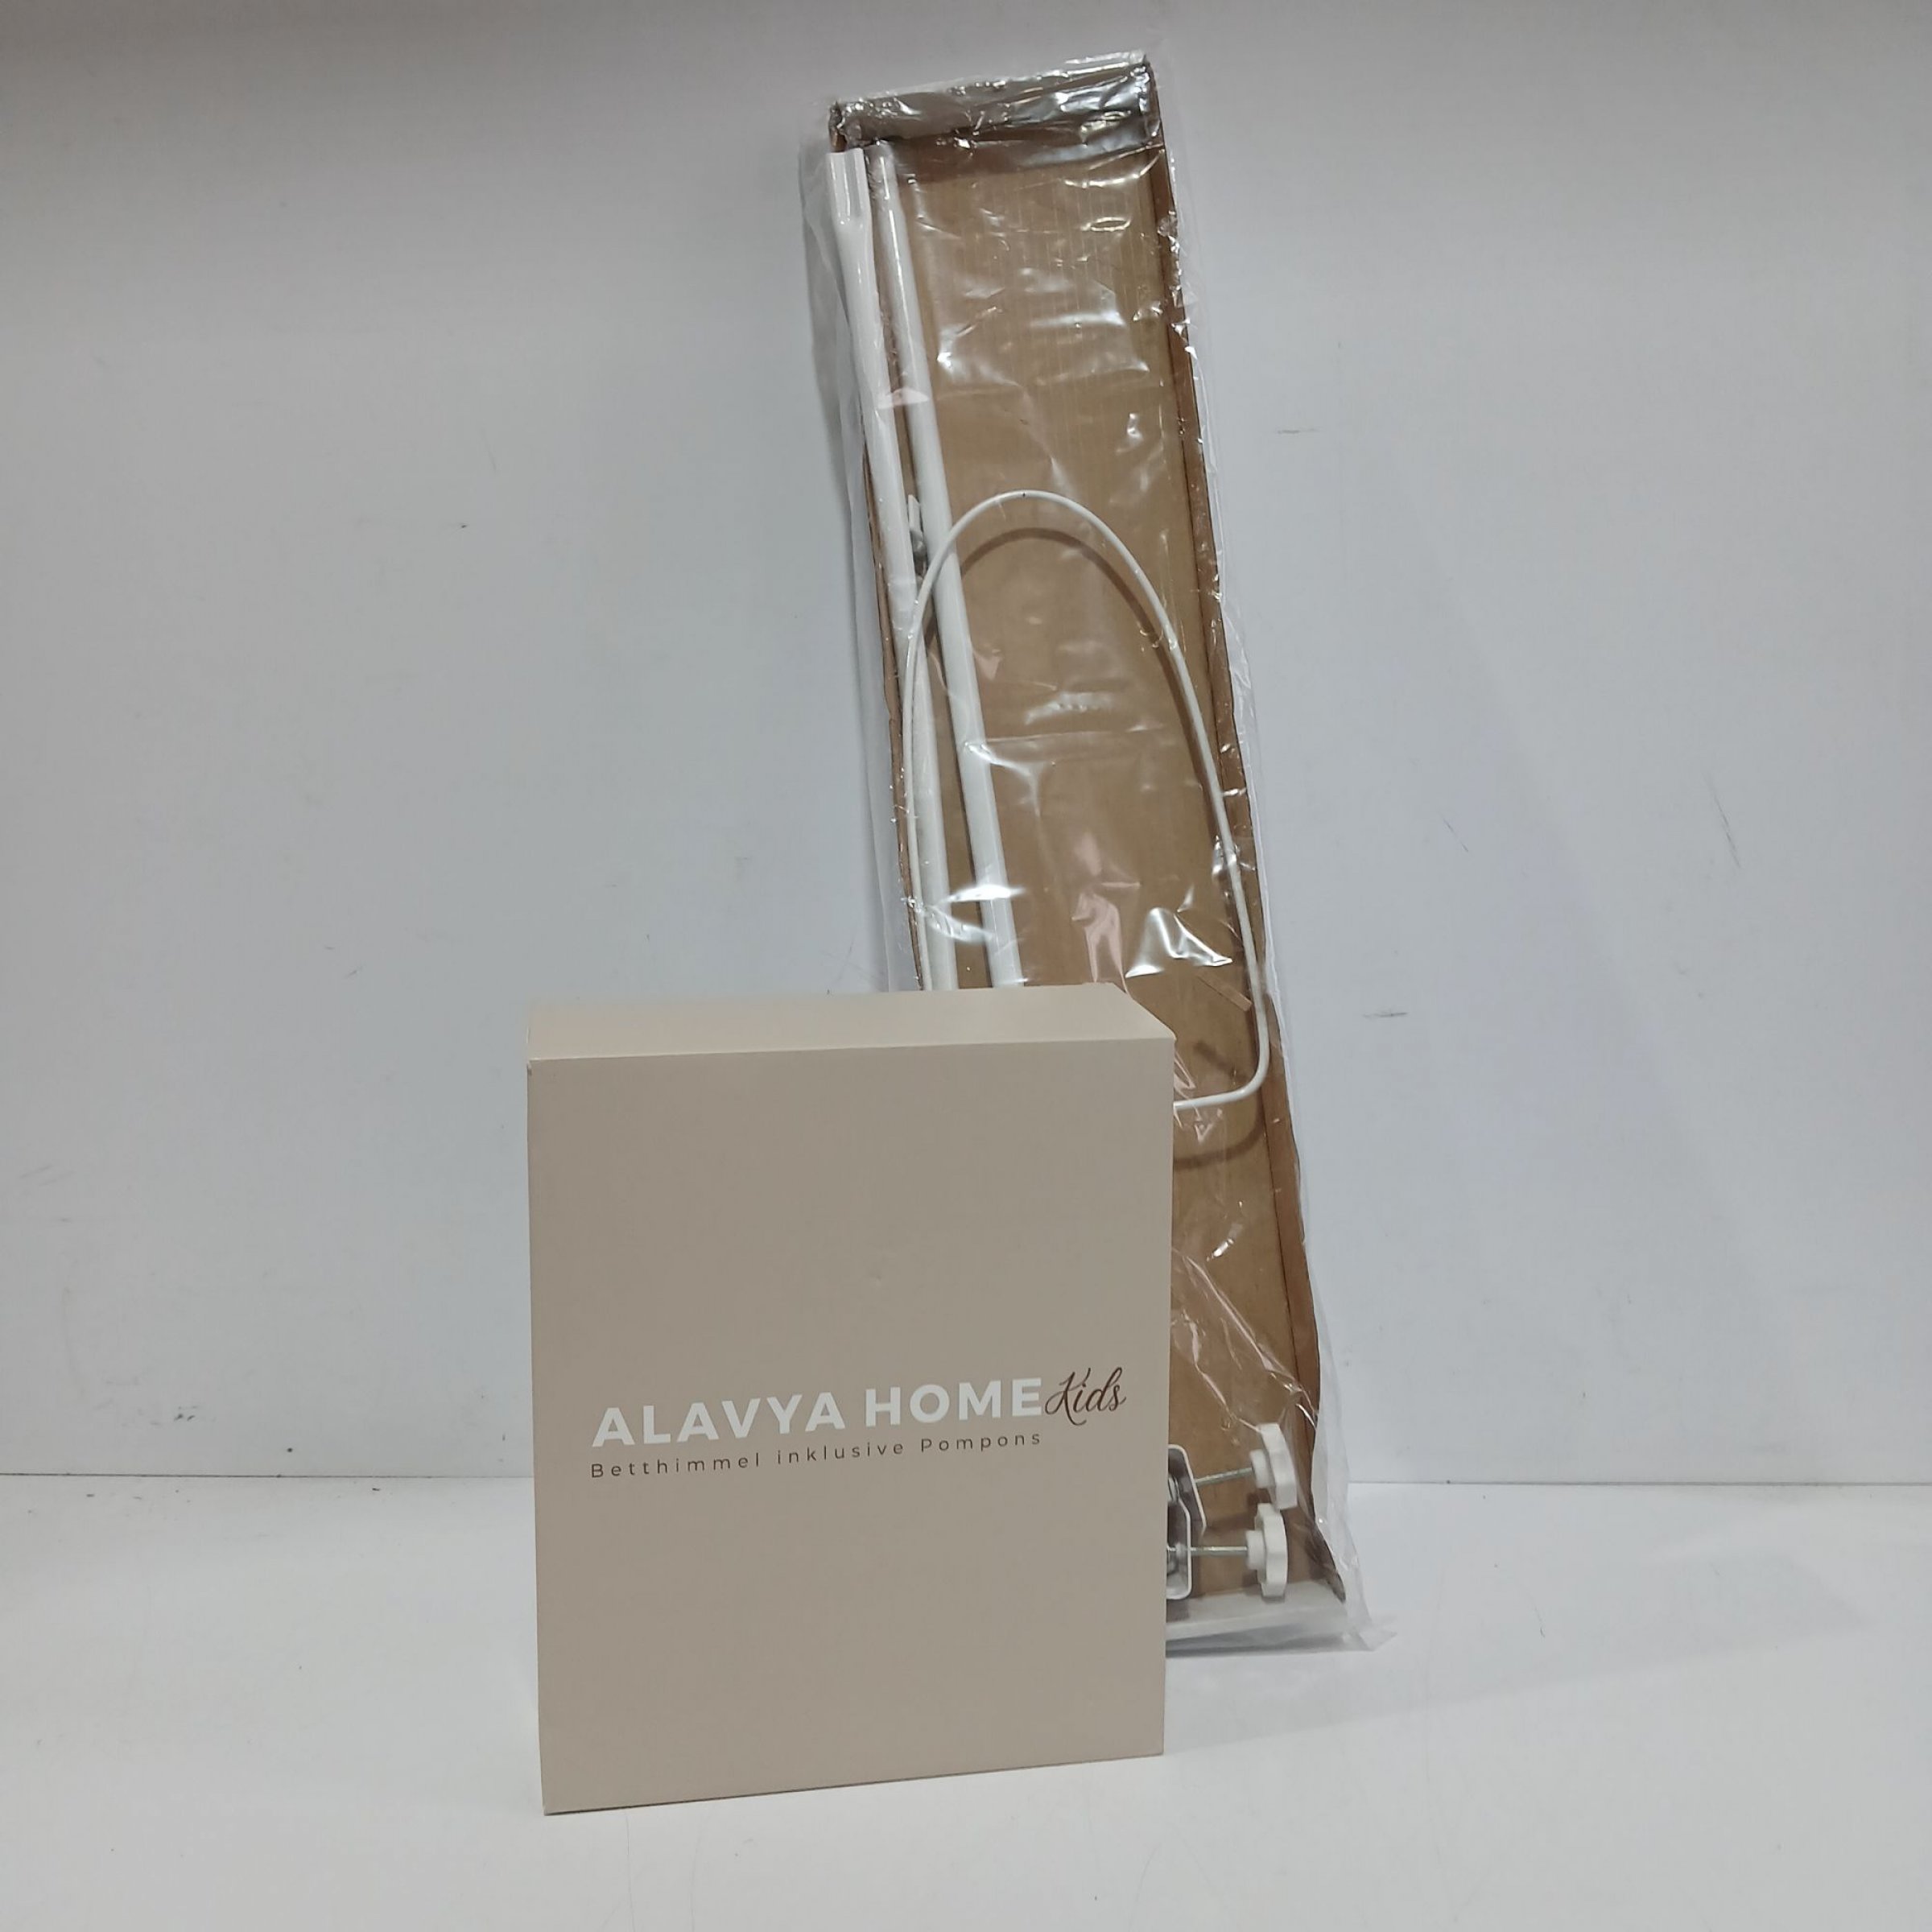 ALAVYA HOME Kids
Betthimmel inklusive Pompons